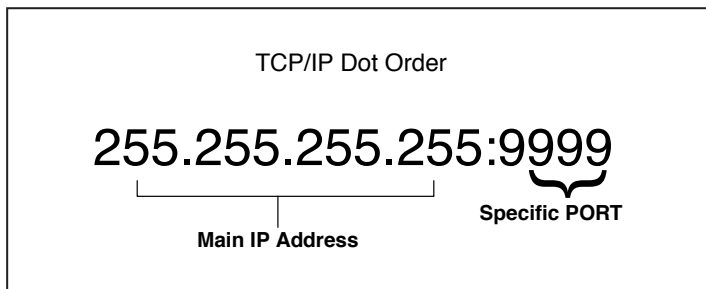 TCP/IP Dot Order
255.255.255.255:9999
Specific PORT
Main IP Address